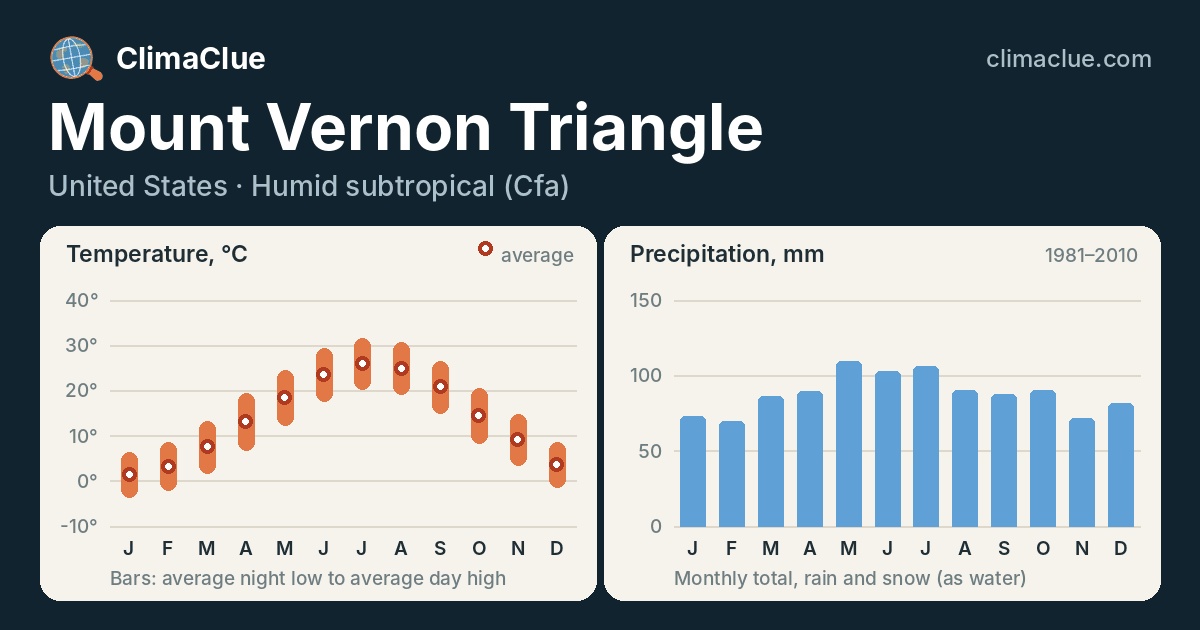 ClimaClue
climaclue.com
Mount Vernon Triangle
United States · Humid subtropical (Cfa)
Temperature, °C
average
40°
30°
20°
10°
0°
-10°
J F M A M J J A S O N D
Bars: average night low to average day high
Precipitation, mm
1981–2010
150
100
50
0
J F M A M J J A S O N D
Monthly total, rain and snow (as water)